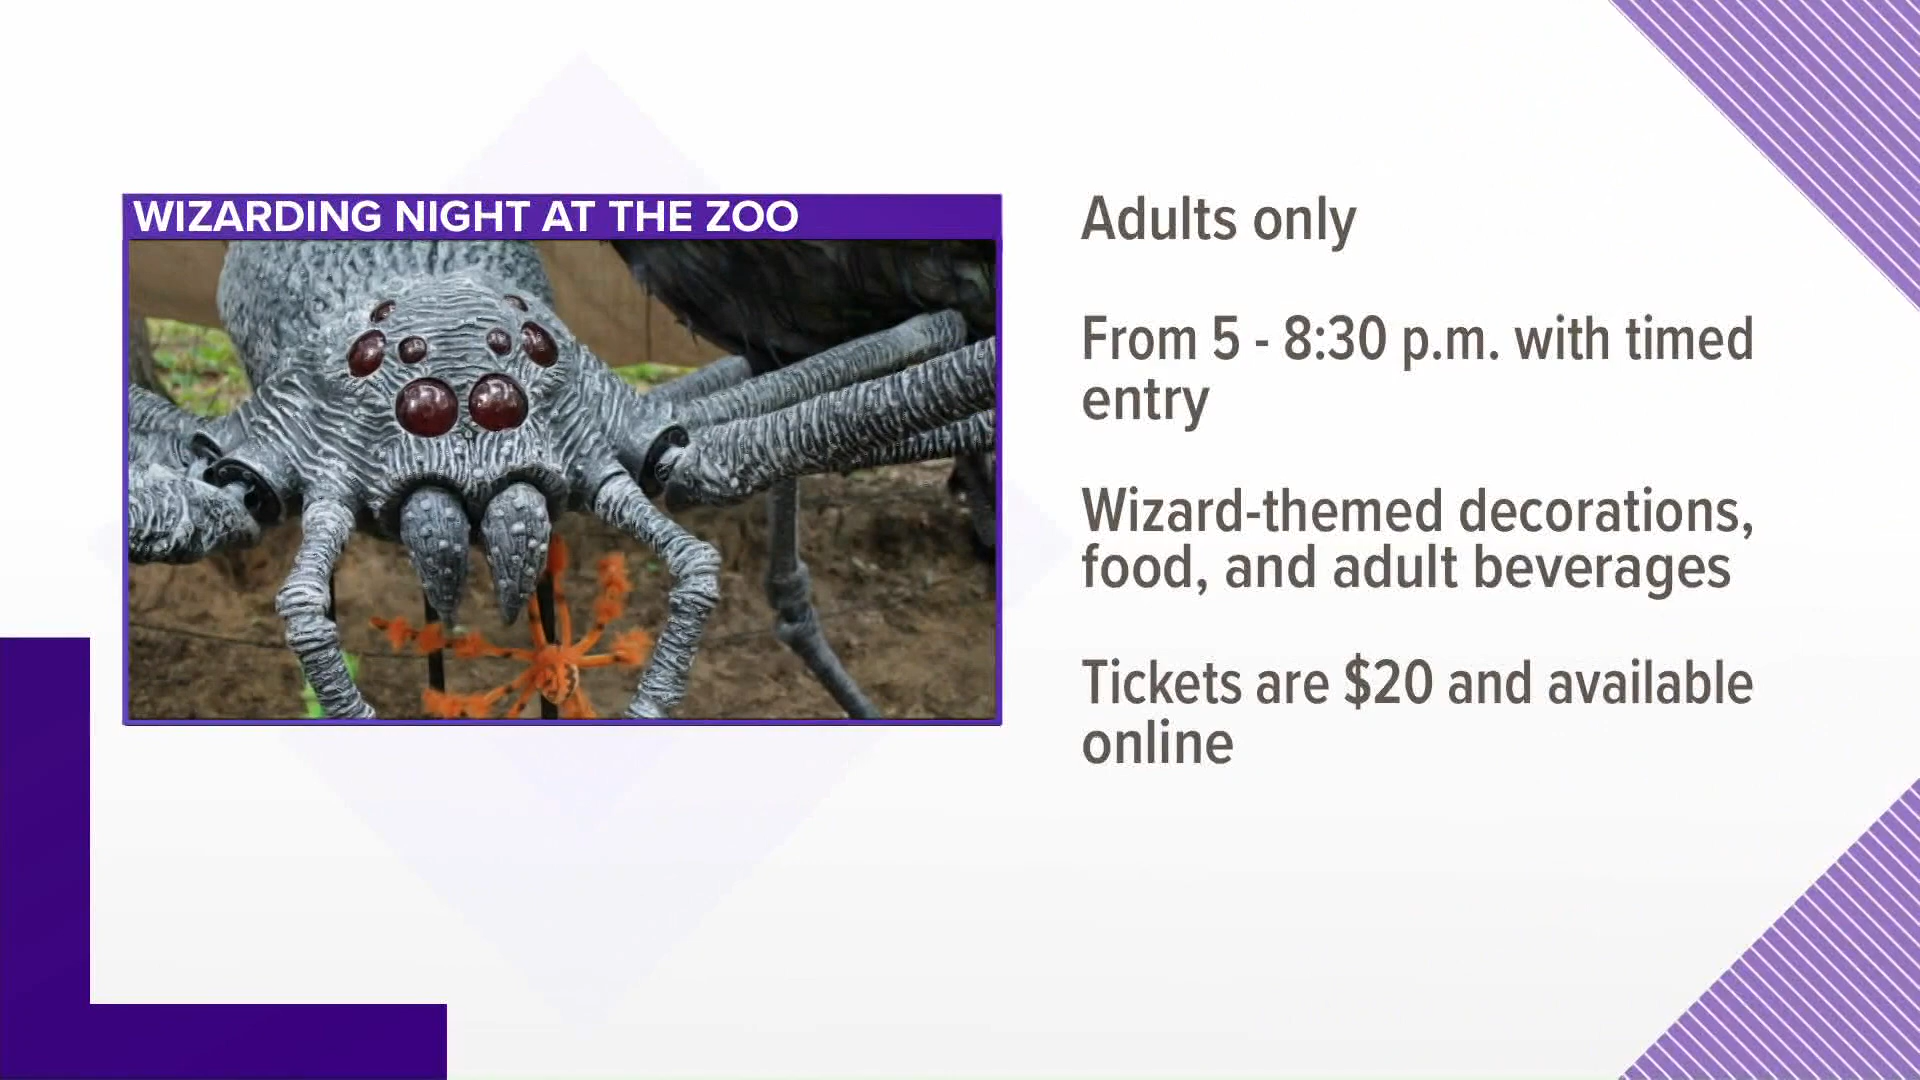 WIZARDING NIGHT AT THE ZOO
Adults only
From 5 - 8:30 p.m. with timed
entry
Wizard-themed decorations,
food, and adult beverages
Tickets are $20 and available
online